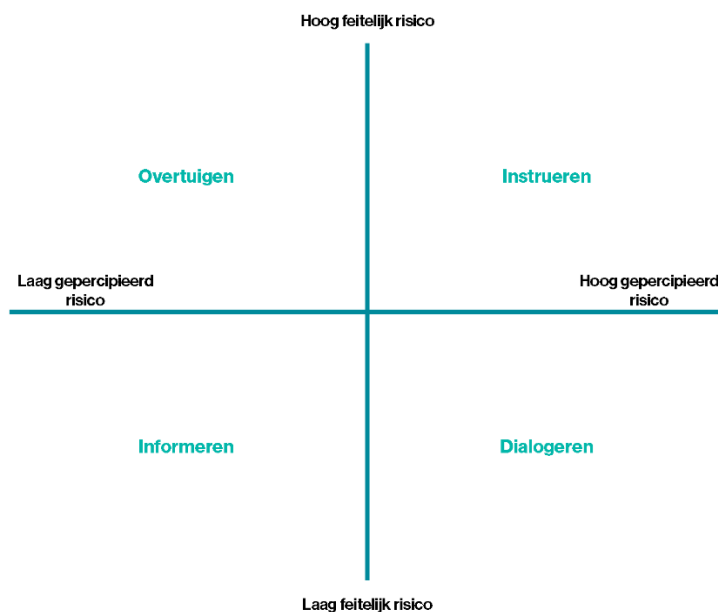 Hoog feitelijk risico
Overtuigen
Instrueren
Laag gepercipieerd
risico
Hoog gepercipieerd
risico
Informeren
Dialogeren
Laag feitelijk risico